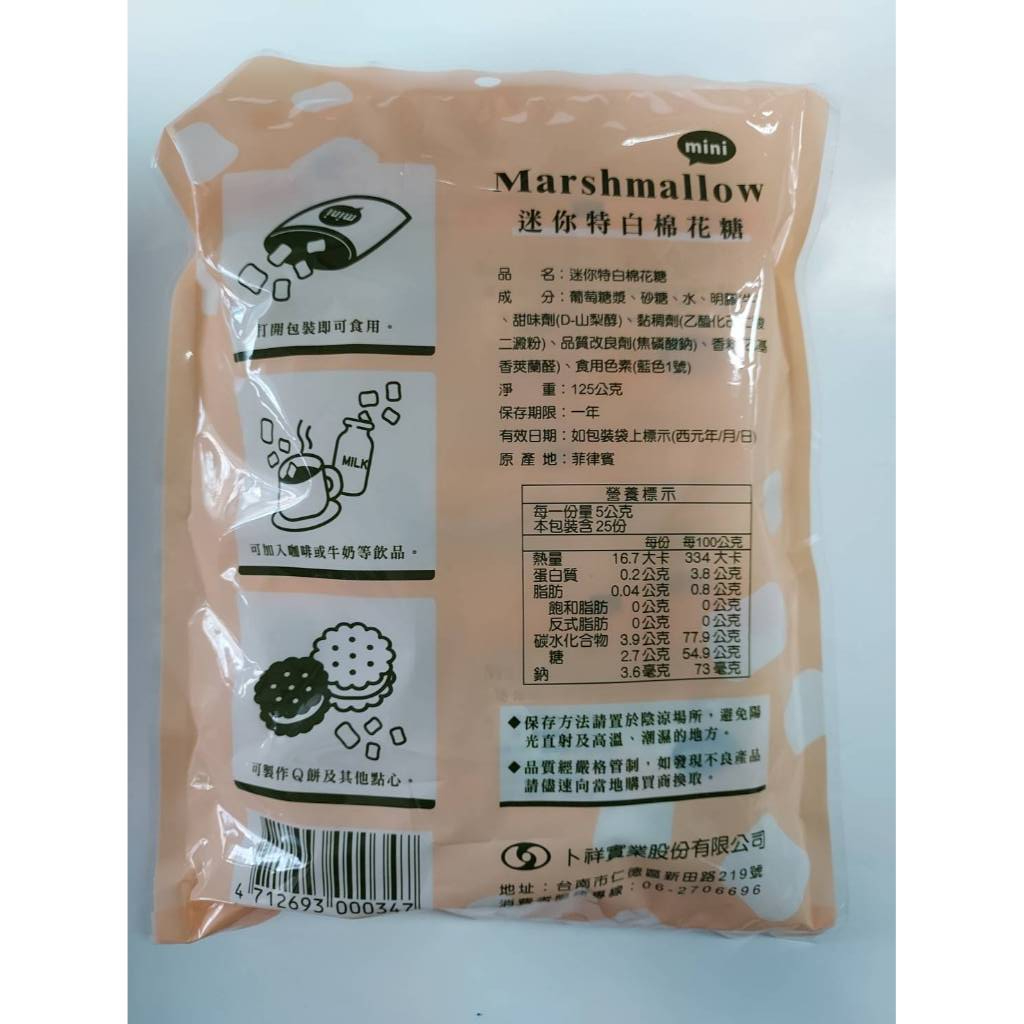 mini
Marshmallow
迷你特白棉花糖
mini
打開包裝即可食用。
MILK
可加入咖啡或牛奶等飲品。
可製作Q餅及其他點心。
4 712693 000347
品 名：迷你特白棉花糖
成 分：葡萄糖漿、砂糖、水、明膠
、甜味劑(D-山梨醇)、黏稠劑(乙醯化己二酸
二澱粉)、品質改良劑(焦磷酸鈉)、香料(乙基
香莢蘭醛)、食用色素(藍色1號)
淨 重：125公克
保存期限：一年
有效日期：如包裝袋上標示(西元年/月/日)
原 產 地：菲律賓
營養標示
每一份量5公克
本包裝含25份
每份 每100公克
熱量 16.7大卡 334大卡
蛋白質 0.2公克 3.8公克
脂肪 0.04公克 0.8公克
飽和脂肪 0公克 0公克
反式脂肪 0公克 0公克
碳水化合物 3.9公克 77.9公克
糖 2.7公克 54.9公克
鈉 3.6毫克 73毫克
◆保存方法請置於陰涼場所，避免陽
光直射及高溫、潮濕的地方。
◆品質經嚴格管制，如發現不良產品
請儘速向當地購買商換取。
卜祥實業股份有限公司
地址：台南市仁德區新田路219號
消費者服務專線：06-2706696